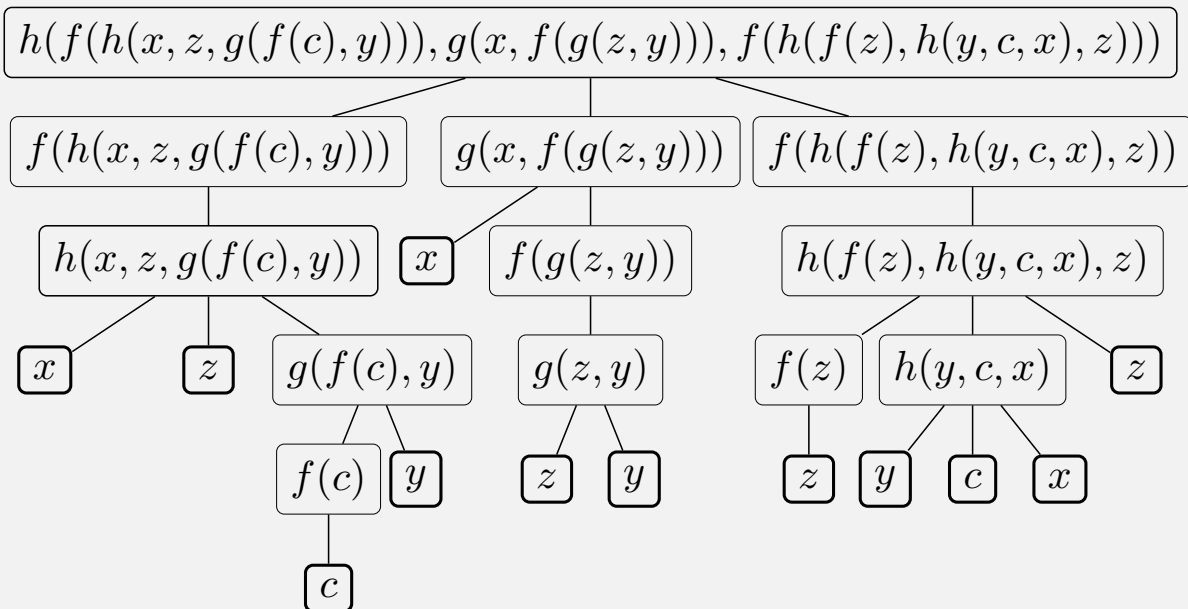 h(f(h(x, z, g(f(c), y))), g(x, f(g(z, y))), f(h(f(z), h(y, c, x), z)))
f(h(x, z, g(f(c), y))) g(x, f(g(z, y))) f(h(f(z), h(y, c, x), z))
h(x, z, g(f(c), y)) x f(g(z, y)) h(f(z), h(y, c, x), z)
x z g(f(c), y) g(z, y) f(z) h(y, c, x) z
f(c) y z y z y c x
c